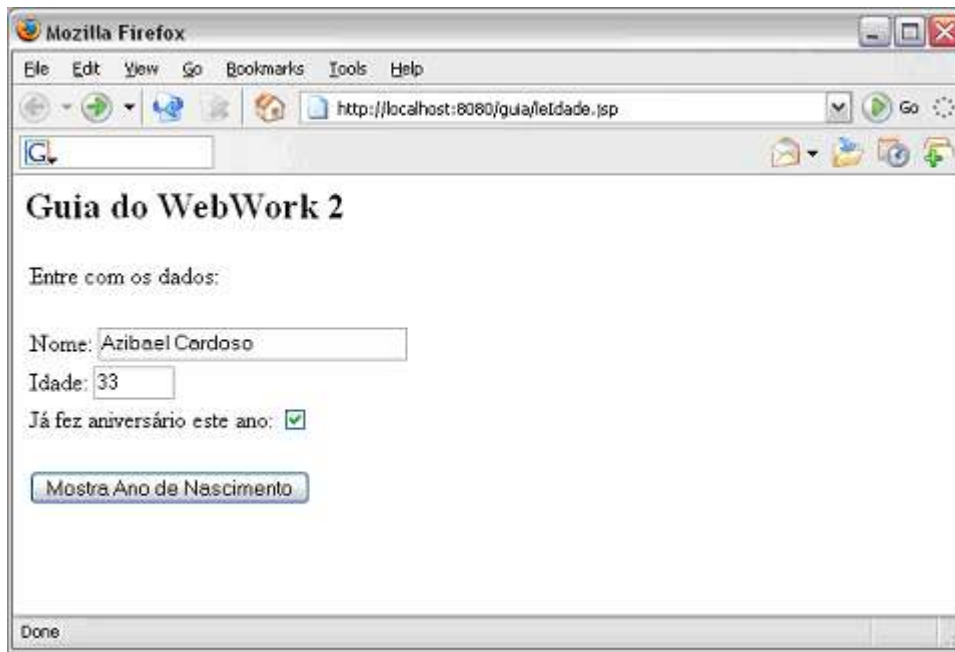 Mozilla Firefox
File Edit View Go Bookmarks Tools Help
http://localhost:8080/guia/leIdade.jsp Go
G
Guia do WebWork 2
Entre com os dados:
Nome: Azibael Cardoso
Idade: 33
Já fez aniversário este ano:
Mostra Ano de Nascimento
Done